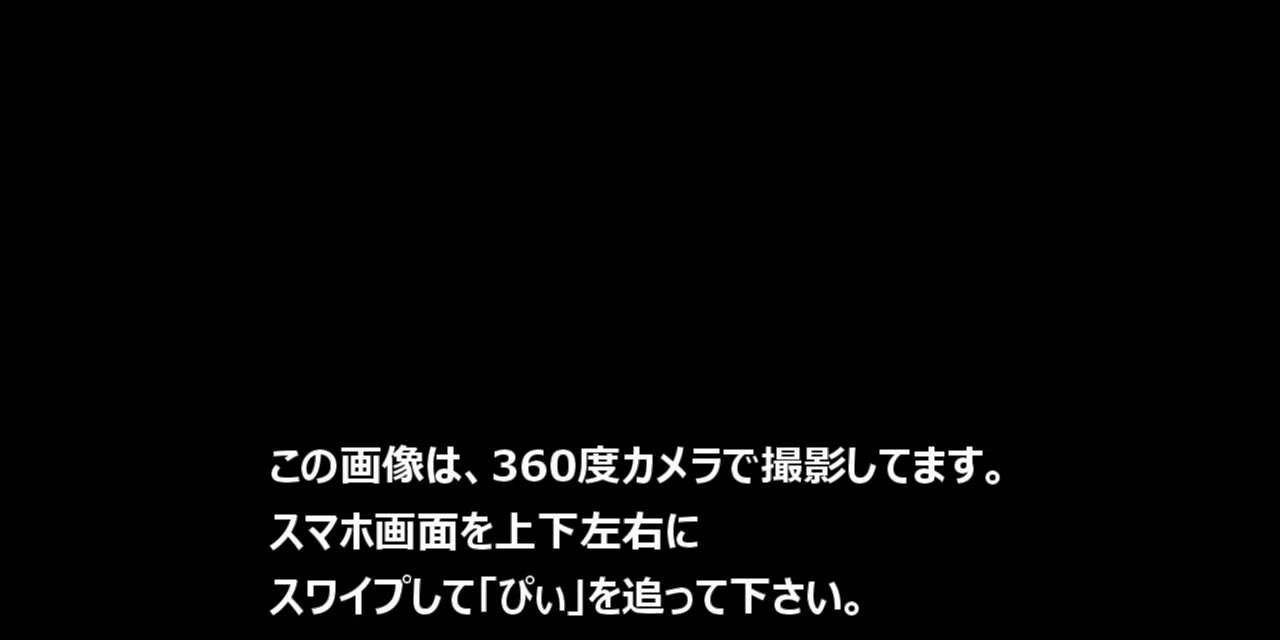 この画像は、360度カメラで撮影してます。
スマホ画面を上下左右に
スワイプして「ぴぃ」を追って下さい。